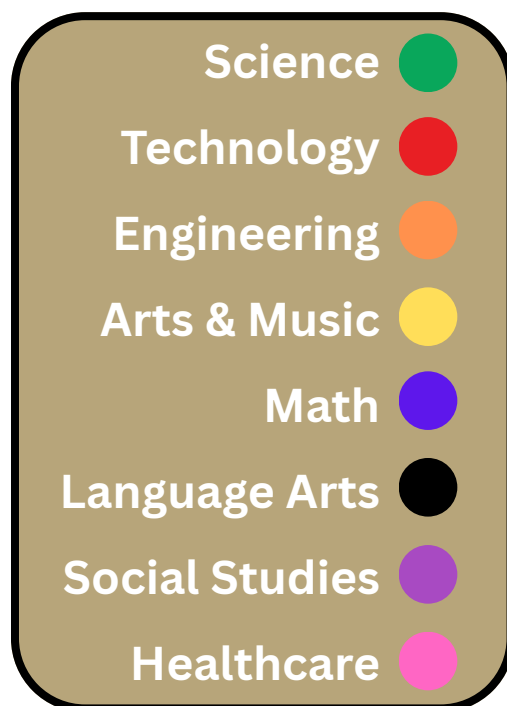 Science
Technology
Engineering
Arts & Music
Math
Language Arts
Social Studies
Healthcare